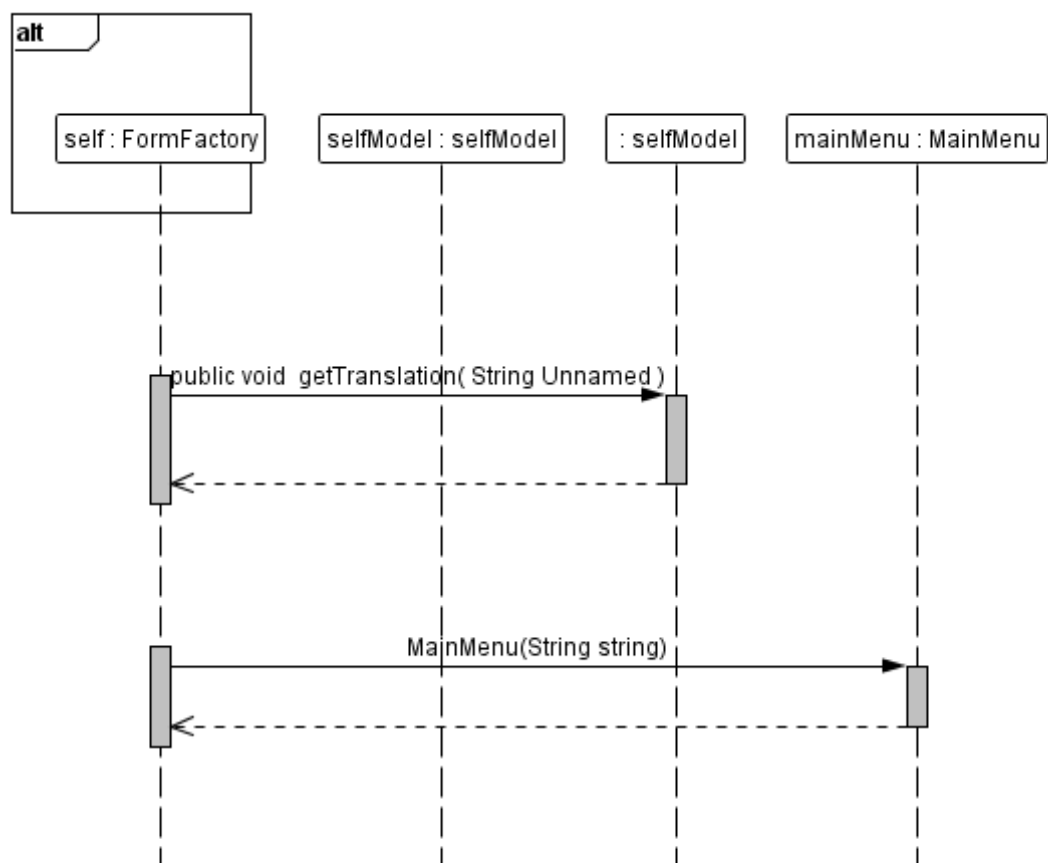 alt
self : FormFactory
selfModel : selfModel
: selfModel
mainMenu : MainMenu
public void  getTranslation( String Unnamed )
MainMenu(String string)